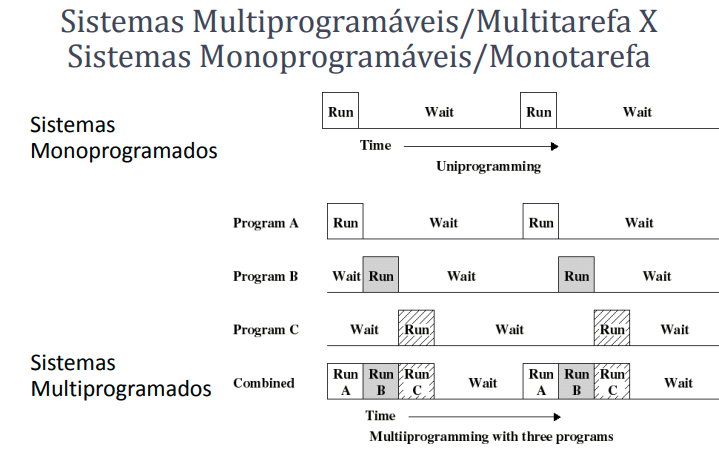 Sistemas Multiprogramáveis/Multitarefa X
Sistemas Monoprogramáveis/Monotarefa
Sistemas
Monoprogramados
Run Wait Run Wait
Time
Uniprogramming
Program A Run Wait Run Wait
Program B Wait Run Wait Run Wait
Program C Wait Run Wait Run Wait
Sistemas
Multiprogramados
Combined Run Run Run Wait Run Run Run Wait
A B C A B C
Time
Multiiprogramming with three programs